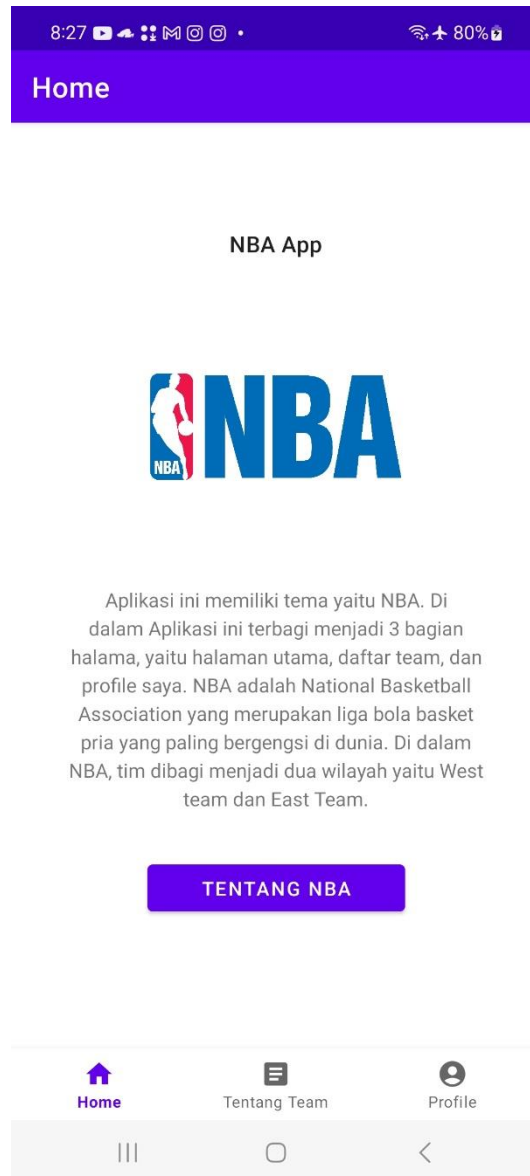 8:27 80%
Home
NBA App
NBA NBA
Aplikasi ini memiliki tema yaitu NBA. Di
dalam Aplikasi ini terbagi menjadi 3 bagian
halama, yaitu halaman utama, daftar team, dan
profile saya. NBA adalah National Basketball
Association yang merupakan liga bola basket
pria yang paling bergengsi di dunia. Di dalam
NBA, tim dibagi menjadi dua wilayah yaitu West
team dan East Team.
TENTANG NBA
Home Tentang Team Profile